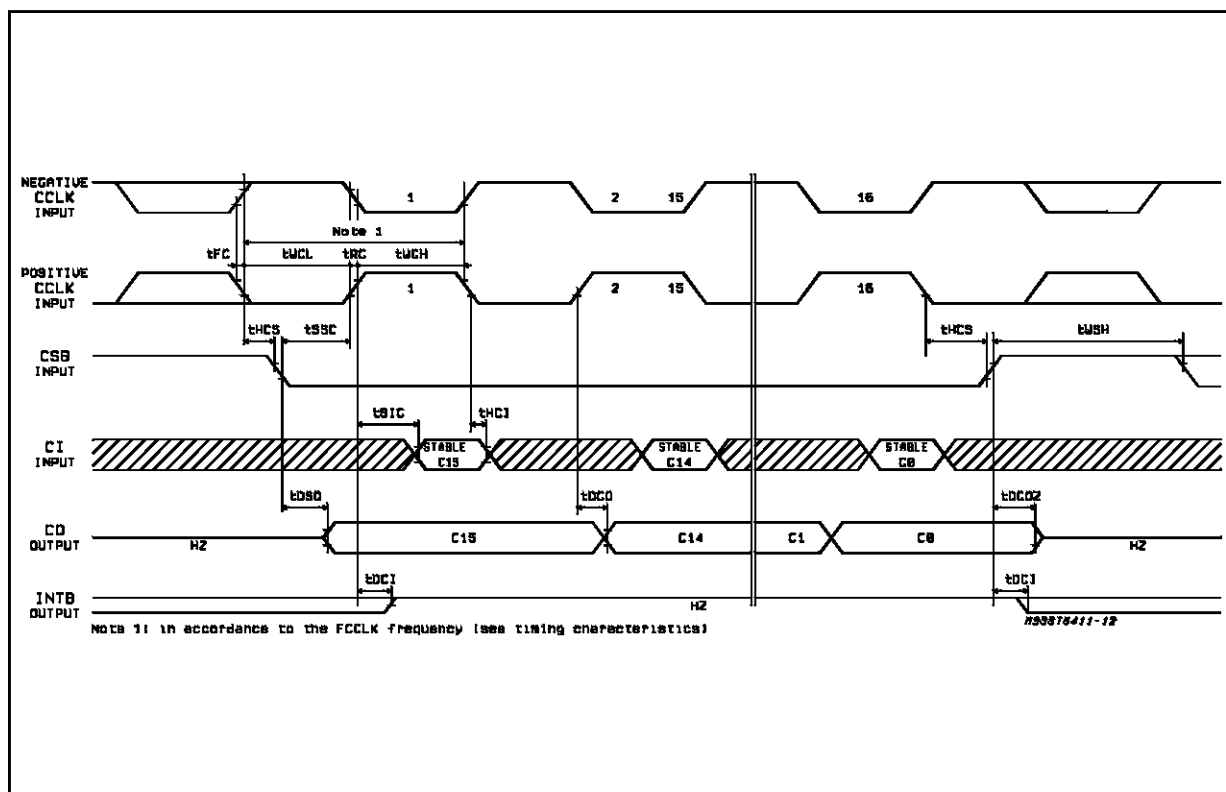 NEGATIVE
CCLK
INPUT
1
2
15
16
Note 1
tFC
tWCL
tRC
tWCH
POSITIVE
CCLK
INPUT
1
2
15
16
tHCS
tSSC
tHCS
tWSH
CSB
INPUT
tSIC
tHCI
CI
INPUT
STABLE
C15
STABLE
C14
STABLE
C0
tDSO
tDCO
tDCOZ
CO
OUTPUT
HZ
C15
C14
C1
C0
HZ
tDCI
tDCI
INTB
OUTPUT
HZ
Note 1: in accordance to the FCCLK frequency (see timing characteristics)